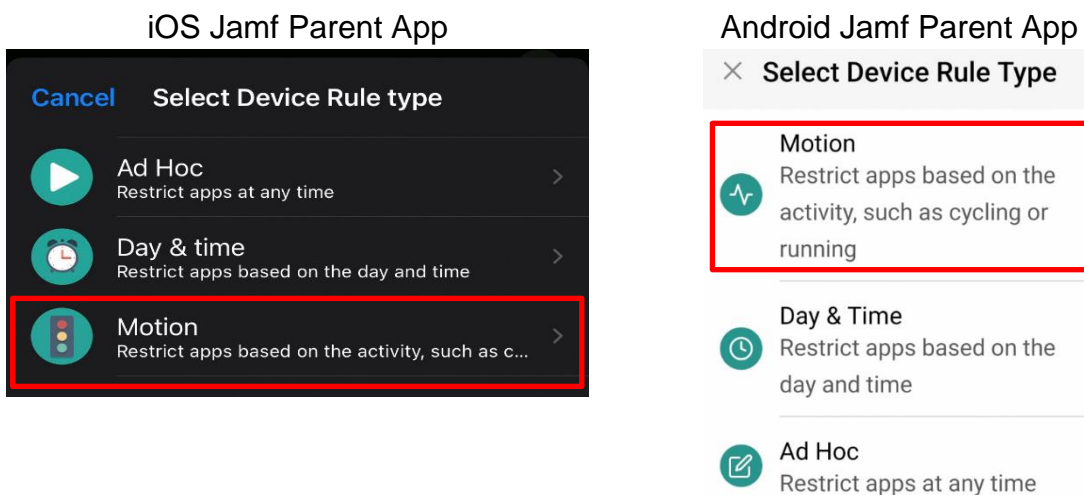 iOS Jamf Parent App
Cancel Select Device Rule type
Ad Hoc
Restrict apps at any time
Day & time
Restrict apps based on the day and time
Motion
Restrict apps based on the activity, such as c...
Android Jamf Parent App
Select Device Rule Type
Motion
Restrict apps based on the
activity, such as cycling or
running
Day & Time
Restrict apps based on the
day and time
Ad Hoc
Restrict apps at any time